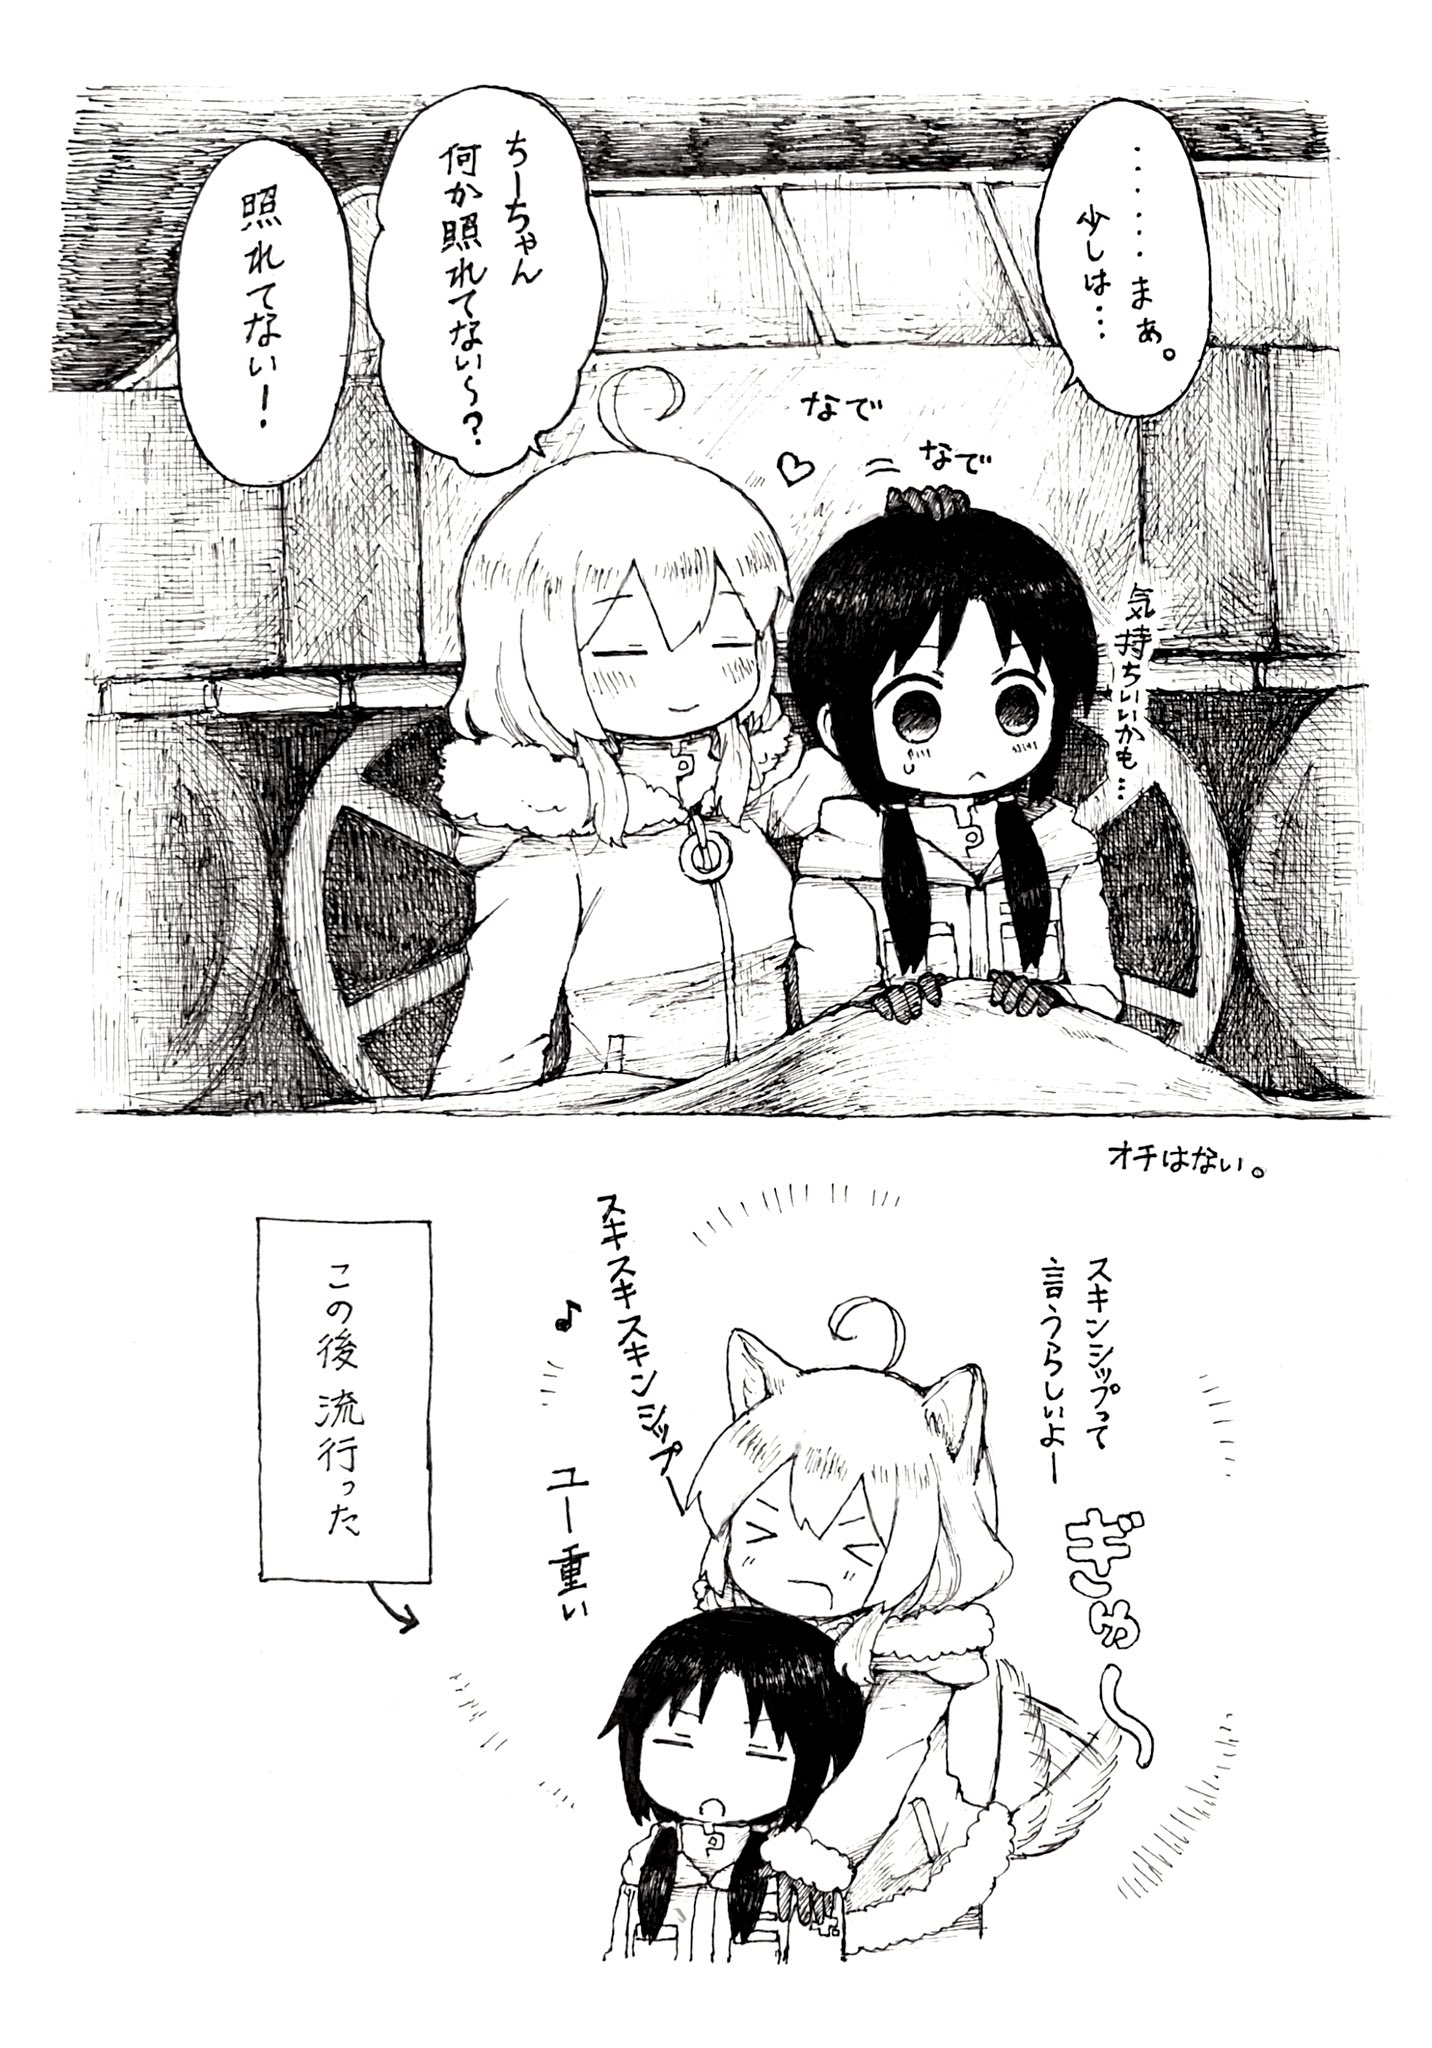 ・・・・・・まぁ。
少しは・・・
なで
なで
気持ちいいかも・・・
ちーちゃん
何か照れてない～？
照れてない！
オチはない。
スキンシップって
言うらしいよー
ぎゅ～
スキスキスキンシップー♪
ユー重い
この後流行った